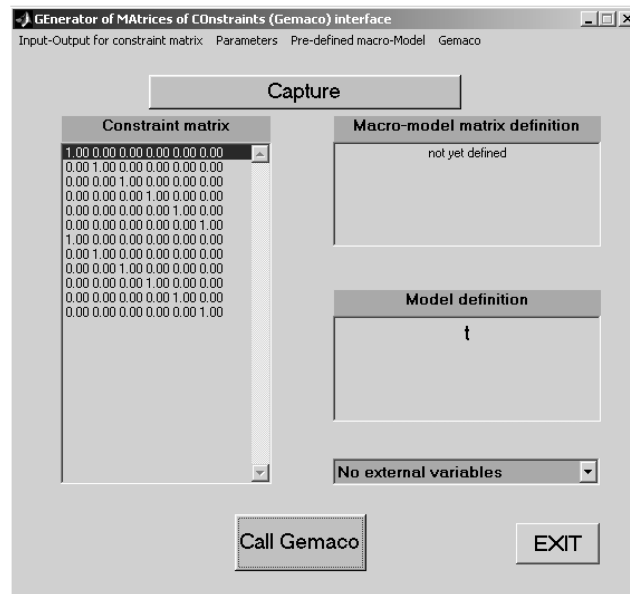 GEnerator of MAtrices of COnstraints (Gemaco) interface
Input-Output for constraint matrix Parameters Pre-defined macro-Model Gemaco
Capture
Constraint matrix
1.00 0.00 0.00 0.00 0.00 0.00
0.00 1.00 0.00 0.00 0.00 0.00
0.00 0.00 1.00 0.00 0.00 0.00
0.00 0.00 0.00 1.00 0.00 0.00
0.00 0.00 0.00 0.00 1.00 0.00
0.00 0.00 0.00 0.00 0.00 1.00
1.00 0.00 0.00 0.00 0.00 0.00
0.00 1.00 0.00 0.00 0.00 0.00
0.00 0.00 1.00 0.00 0.00 0.00
0.00 0.00 0.00 1.00 0.00 0.00
0.00 0.00 0.00 0.00 1.00 0.00
0.00 0.00 0.00 0.00 0.00 1.00
Macro-model matrix definition
not yet defined
Model definition
t
No external variables
Call Gemaco
EXIT